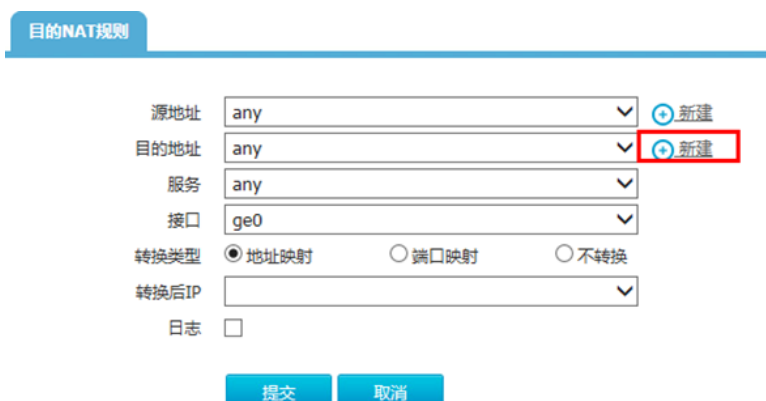 目的NAT规则
源地址 any 新建
目的地址 any 新建
服务 any
接口 ge0
转换类型 地址映射 端口映射 不转换
转换后IP
日志
提交 取消